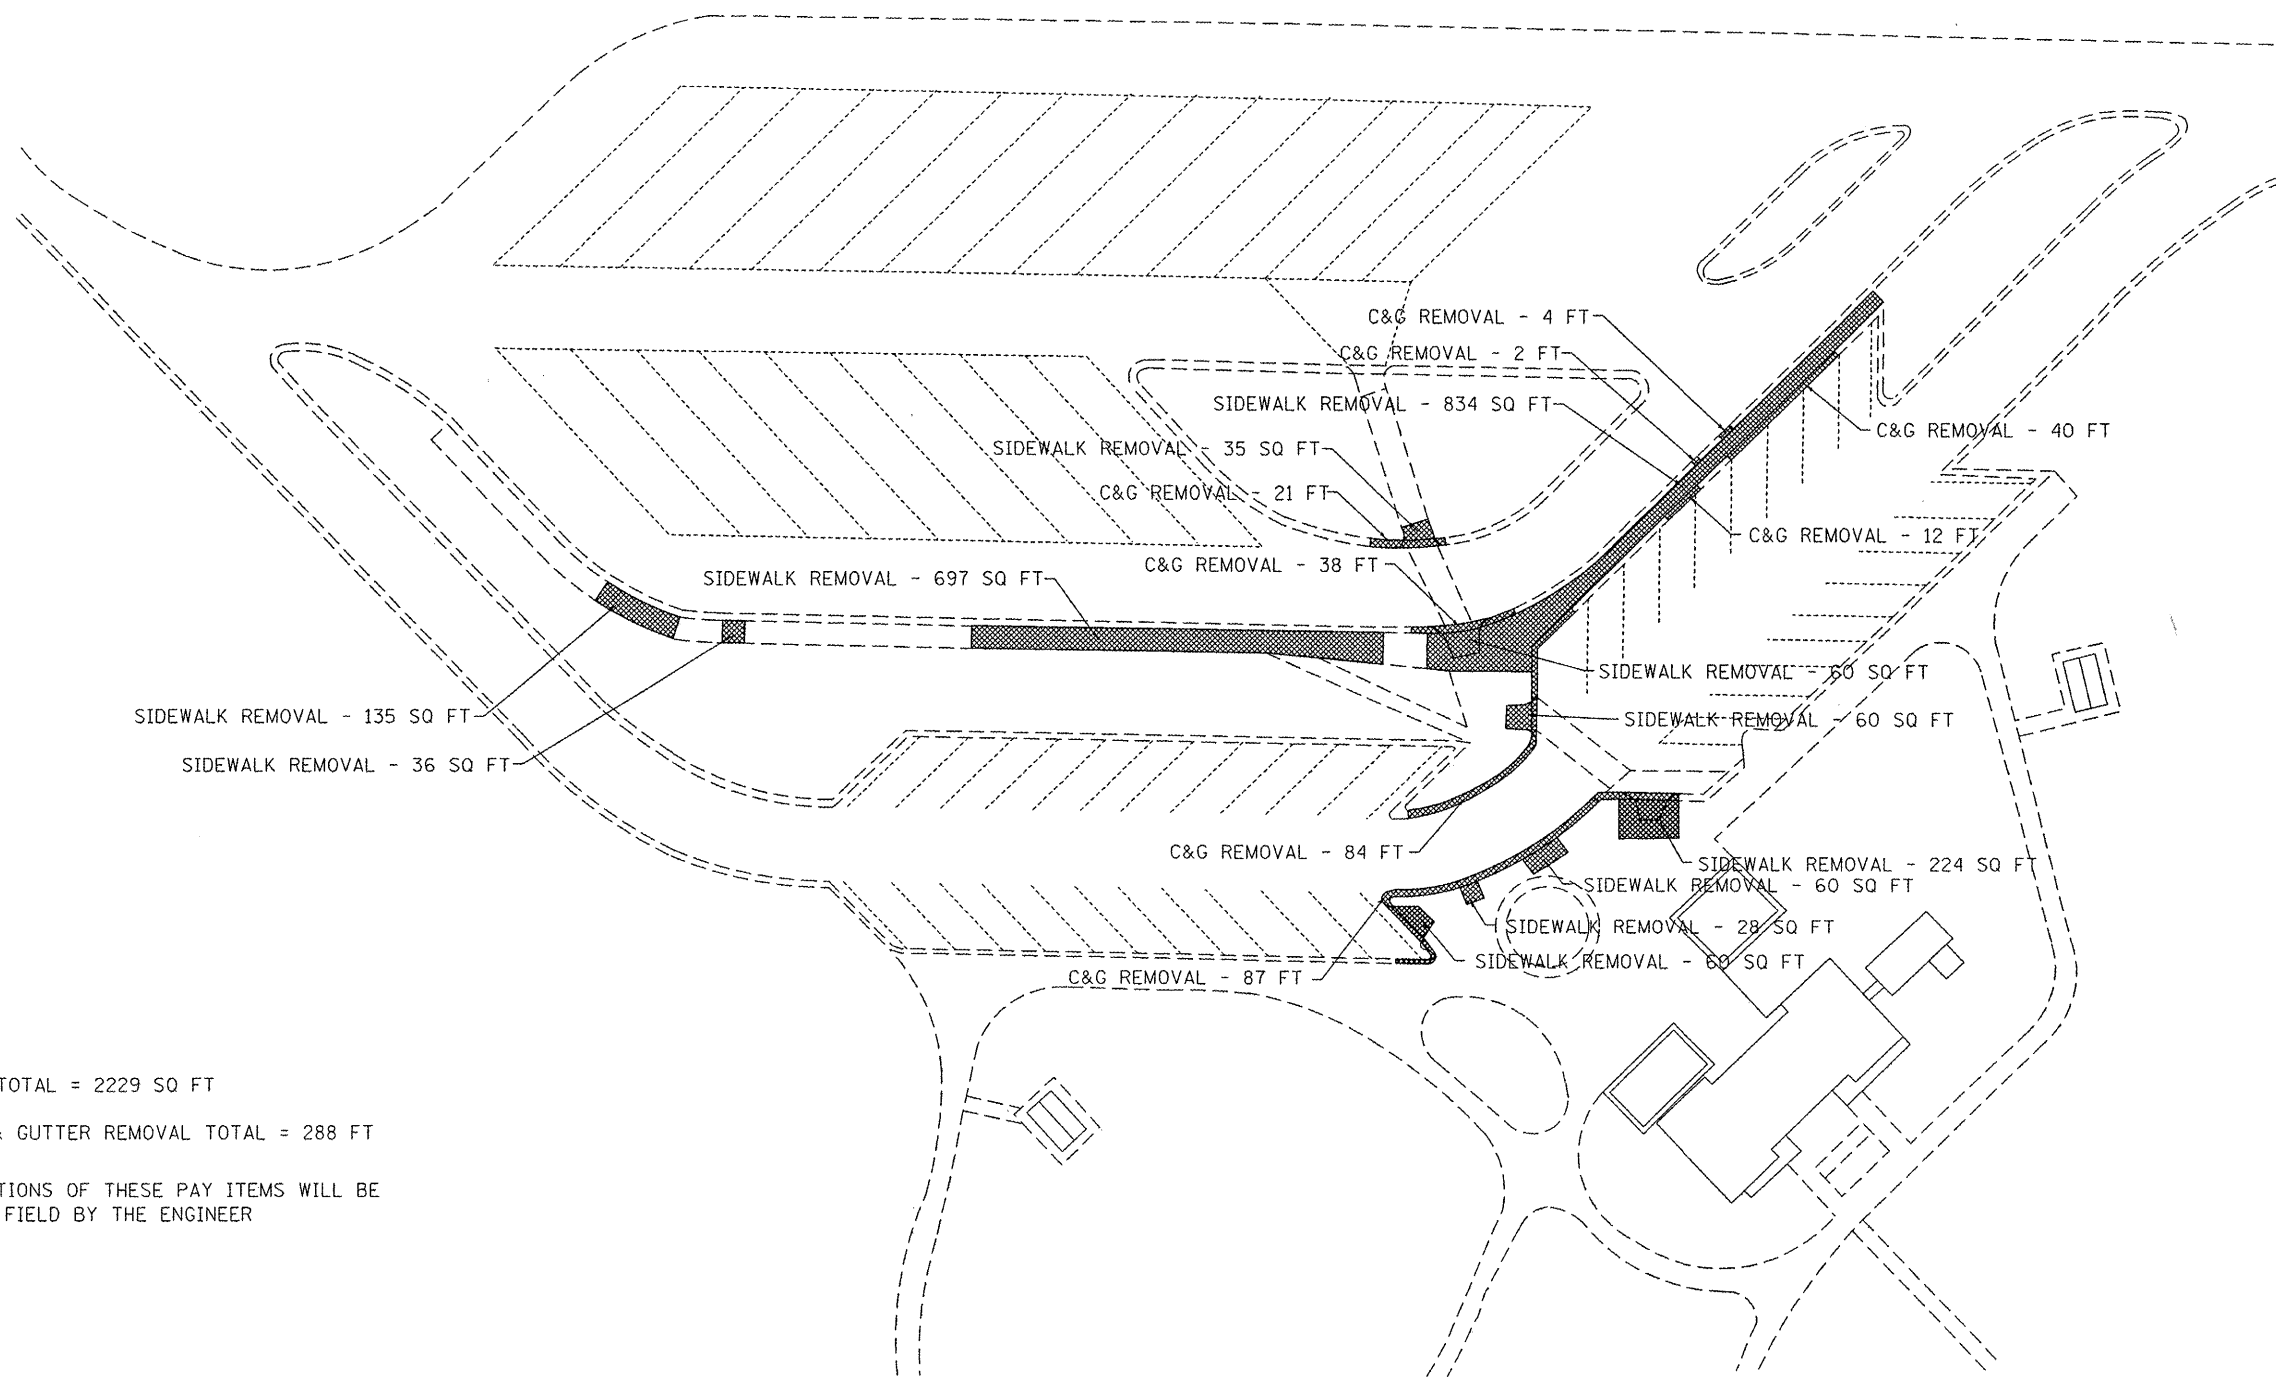 C&G REMOVAL - 4 FT
C&G REMOVAL - 2 FT
SIDEWALK REMOVAL - 834 SQ FT
C&G REMOVAL - 40 FT
SIDEWALK REMOVAL - 35 SQ FT
C&G REMOVAL - 21 FT
C&G REMOVAL - 12 FT
C&G REMOVAL - 38 FT
SIDEWALK REMOVAL - 697 SQ FT
SIDEWALK REMOVAL - 60 SQ FT
SIDEWALK REMOVAL - 135 SQ FT
SIDEWALK REMOVAL - 60 SQ FT
SIDEWALK REMOVAL - 36 SQ FT
C&G REMOVAL - 84 FT
SIDEWALK REMOVAL - 224 SQ FT
SIDEWALK REMOVAL - 60 SQ FT
SIDEWALK REMOVAL - 28 SQ FT
SIDEWALK REMOVAL - 60 SQ FT
C&G REMOVAL - 87 FT
TOTAL = 2229 SQ FT
& GUTTER REMOVAL TOTAL = 288 FT
TIONS OF THESE PAY ITEMS WILL BE
FIELD BY THE ENGINEER